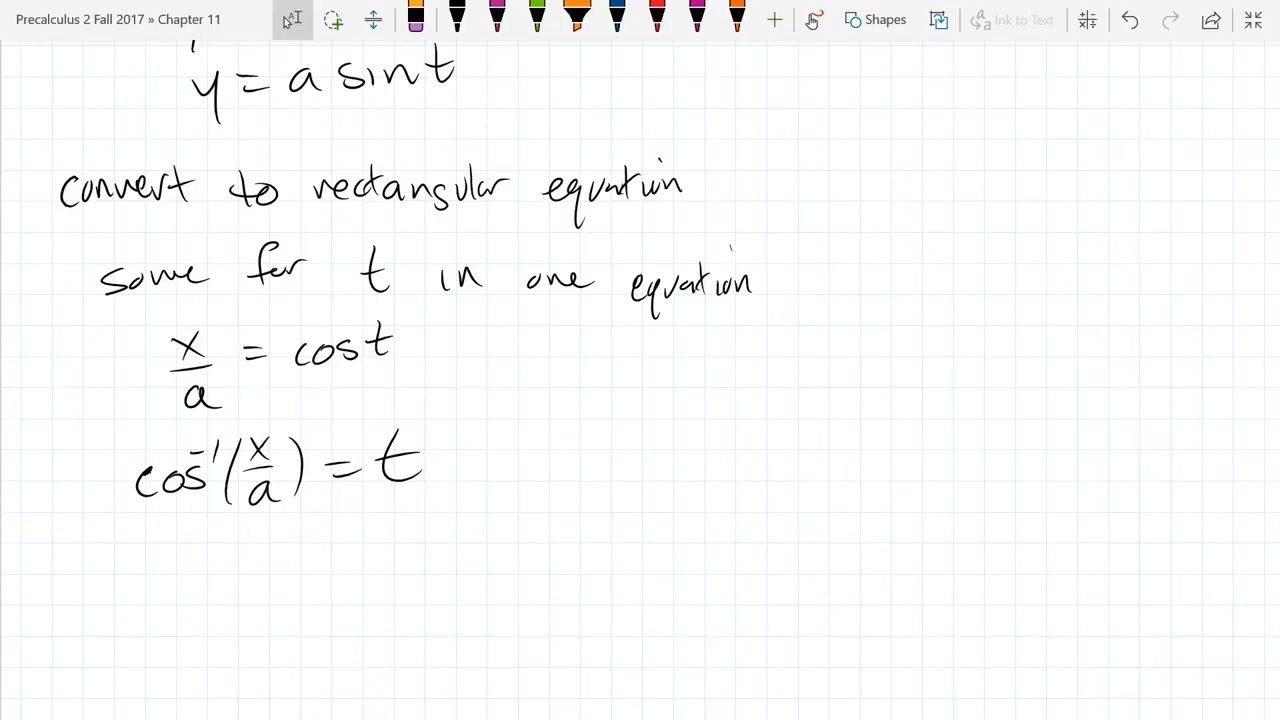 Precalculus 2 Fall 2017 » Chapter 11
Shapes
Ink to Text
y = a sin t
convert to rectangular equation
some for t in one equation
x/a = cos t
cos⁻¹(x/a) = t